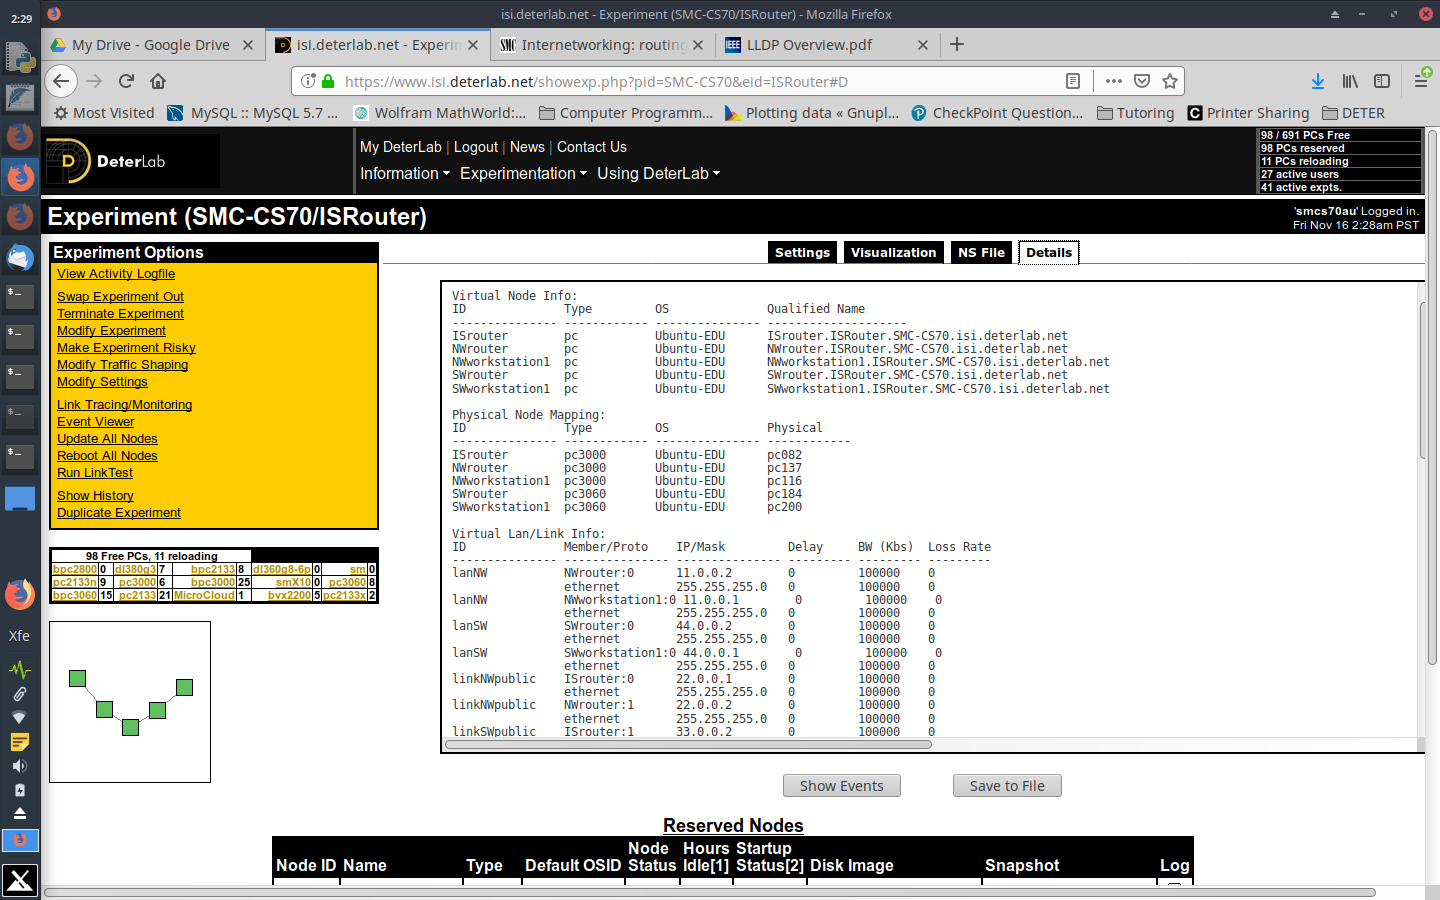 2:29
isi.deterlab.net - Experiment (SMC-CS70/ISRouter) - Mozilla Firefox
My Drive - Google Drive
isi.deterlab.net - Experin
SMC Internetworking: routing
IEEE LLDP Overview.pdf
https://www.isi.deterlab.net/showexp.php?pid=SMC-CS70&eid=ISRouter#D
Most Visited
MySQL :: MySQL 5.7 ...
Wolfram MathWorld:...
Computer Programm...
Plotting data « Gnupl...
CheckPoint Question...
Tutoring
Printer Sharing
DETER
DeterLab
My DeterLab | Logout | News | Contact Us
Information Experimentation Using DeterLab
98 / 691 PCs Free
98 PCs reserved
11 PCs reloading
27 active users
41 active expts.
Experiment (SMC-CS70/ISRouter)
'smcs70au' Logged in.
Fri Nov 16 2:28am PST
Experiment Options
View Activity Logfile
Swap Experiment Out
Terminate Experiment
Modify Experiment
Make Experiment Risky
Modify Traffic Shaping
Modify Settings
Link Tracing/Monitoring
Event Viewer
Update All Nodes
Reboot All Nodes
Run LinkTest
Show History
Duplicate Experiment
98 Free PCs, 11 reloading
bpc2800 0 dl380g3 7 bpc2133 8 dl360g8-6p 0 sm 0
pc2133n 9 pc3000 6 bpc3000 25 smX10 0 pc3060 8
bpc3060 15 pc2133 21 MicroCloud 1 bvx2200 5 pc2133x 2
Xfe
Settings Visualization NS File Details
Virtual Node Info:
ID Type OS Qualified Name
--------------- ------------ --------------- --------------------
ISrouter pc Ubuntu-EDU ISrouter.ISRouter.SMC-CS70.isi.deterlab.net
NWrouter pc Ubuntu-EDU NWrouter.ISRouter.SMC-CS70.isi.deterlab.net
NWworkstation1 pc Ubuntu-EDU NWworkstation1.ISRouter.SMC-CS70.isi.deterlab.net
SWrouter pc Ubuntu-EDU SWrouter.ISRouter.SMC-CS70.isi.deterlab.net
SWworkstation1 pc Ubuntu-EDU SWworkstation1.ISRouter.SMC-CS70.isi.deterlab.net
Physical Node Mapping:
ID Type OS Physical
--------------- ------------ --------------- ------------
ISrouter pc3000 Ubuntu-EDU pc082
NWrouter pc3000 Ubuntu-EDU pc137
NWworkstation1 pc3000 Ubuntu-EDU pc116
SWrouter pc3060 Ubuntu-EDU pc184
SWworkstation1 pc3060 Ubuntu-EDU pc200
Virtual Lan/Link Info:
ID Member/Proto IP/Mask Delay BW (Kbs) Loss Rate
--------------- --------------- --------------- --------- --------- ---------
lanNW NWrouter:0 11.0.0.2 0 100000 0
ethernet 255.255.255.0 0 100000 0
lanNW NWworkstation1:0 11.0.0.1 0 100000 0
ethernet 255.255.255.0 0 100000 0
lanSW SWrouter:0 44.0.0.2 0 100000 0
ethernet 255.255.255.0 0 100000 0
lanSW SWworkstation1:0 44.0.0.1 0 100000 0
ethernet 255.255.255.0 0 100000 0
linkNWpublic ISrouter:0 22.0.0.1 0 100000 0
ethernet 255.255.255.0 0 100000 0
linkNWpublic NWrouter:1 22.0.0.2 0 100000 0
ethernet 255.255.255.0 0 100000 0
linkSWpublic ISrouter:1 33.0.0.2 0 100000 0
Show Events Save to File
Reserved Nodes
Node ID Name Type Default OSID Node Status Hours Idle[1] Startup Status[2] Disk Image Snapshot Log